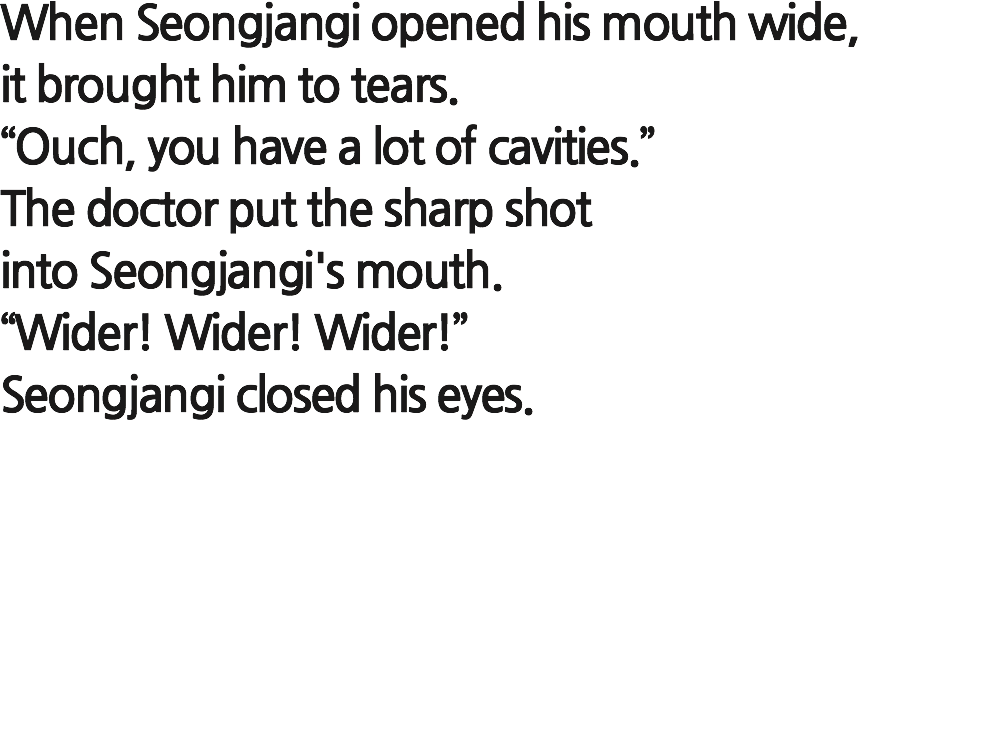 When Seongjangi opened his mouth wide,
it brought him to tears.
“Ouch, you have a lot of cavities.”
The doctor put the sharp shot
into Seongjangi's mouth.
“Wider! Wider! Wider!”
Seongjangi closed his eyes.